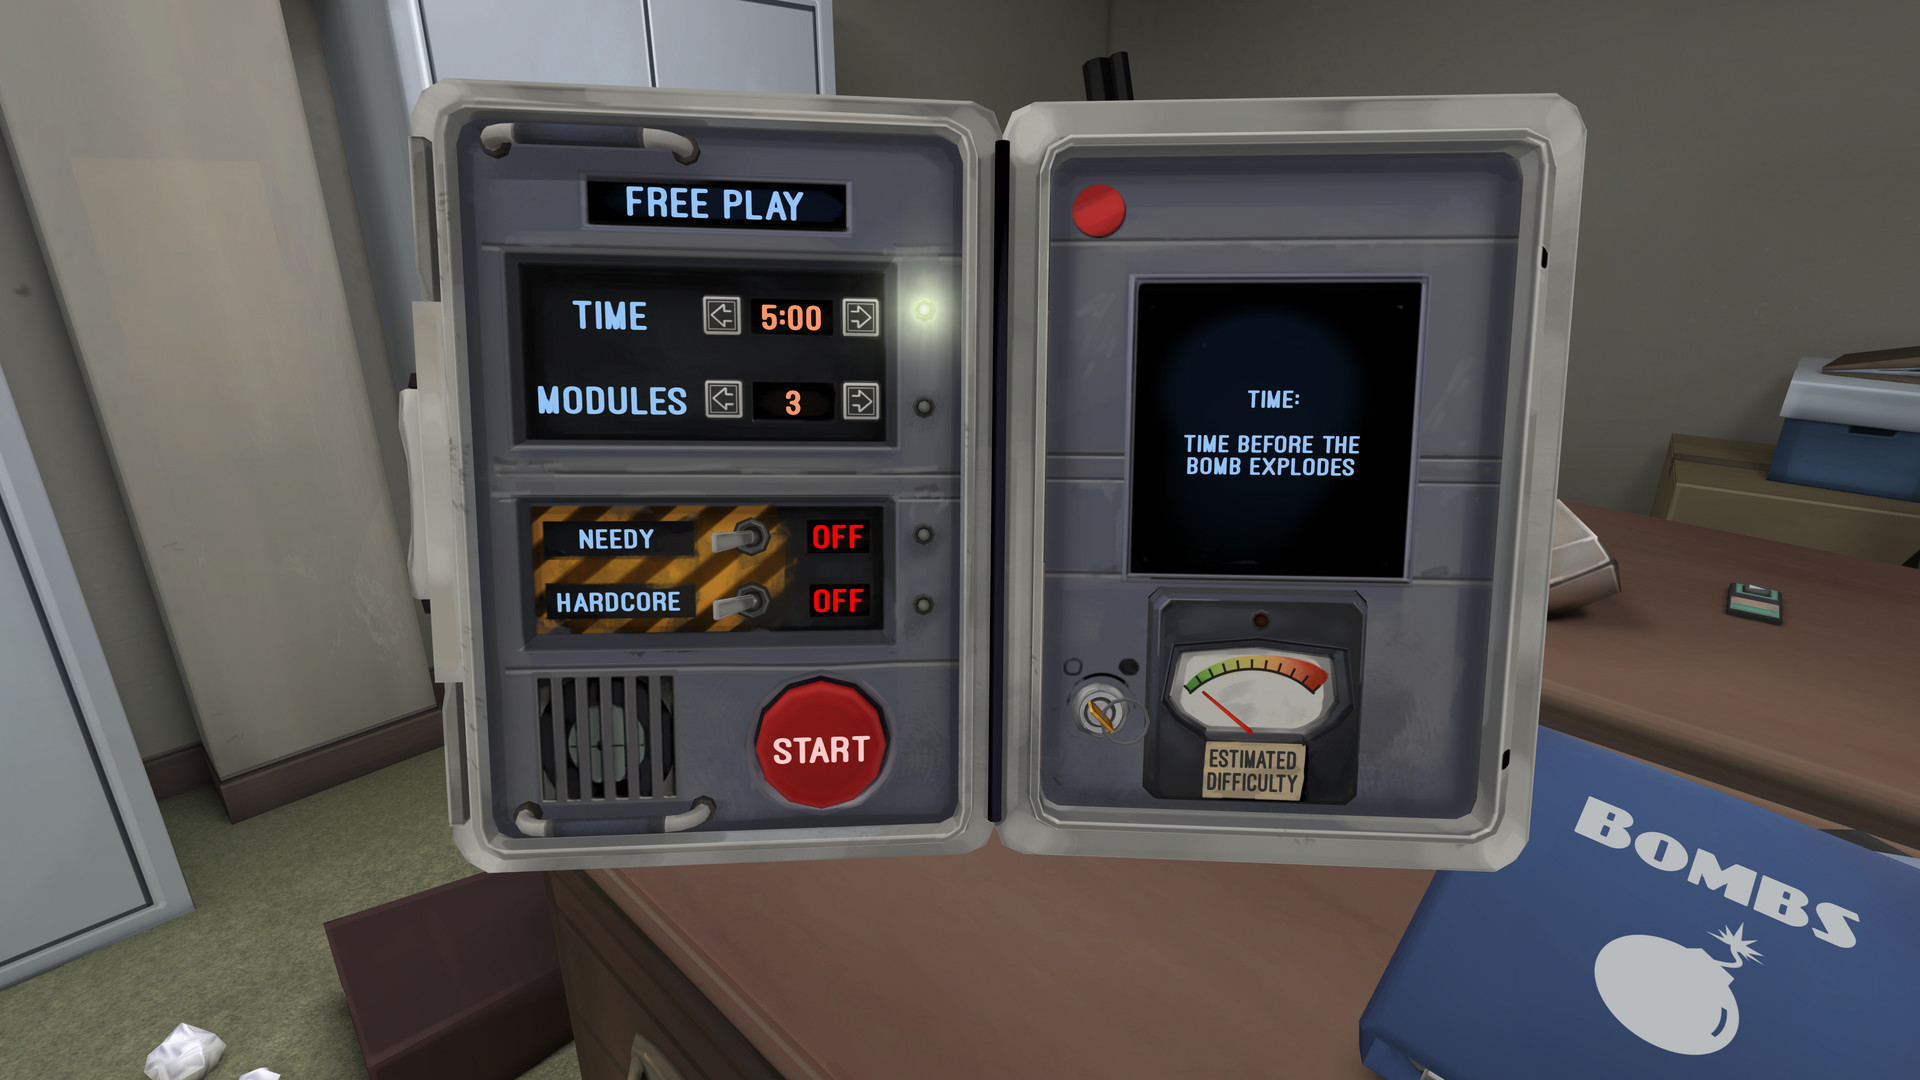 FREE PLAY
TIME 5:00
MODULES 3
NEEDY OFF
HARDCORE OFF
START
TIME:
TIME BEFORE THE
BOMB EXPLODES
ESTIMATED
DIFFICULTY
BOMBS